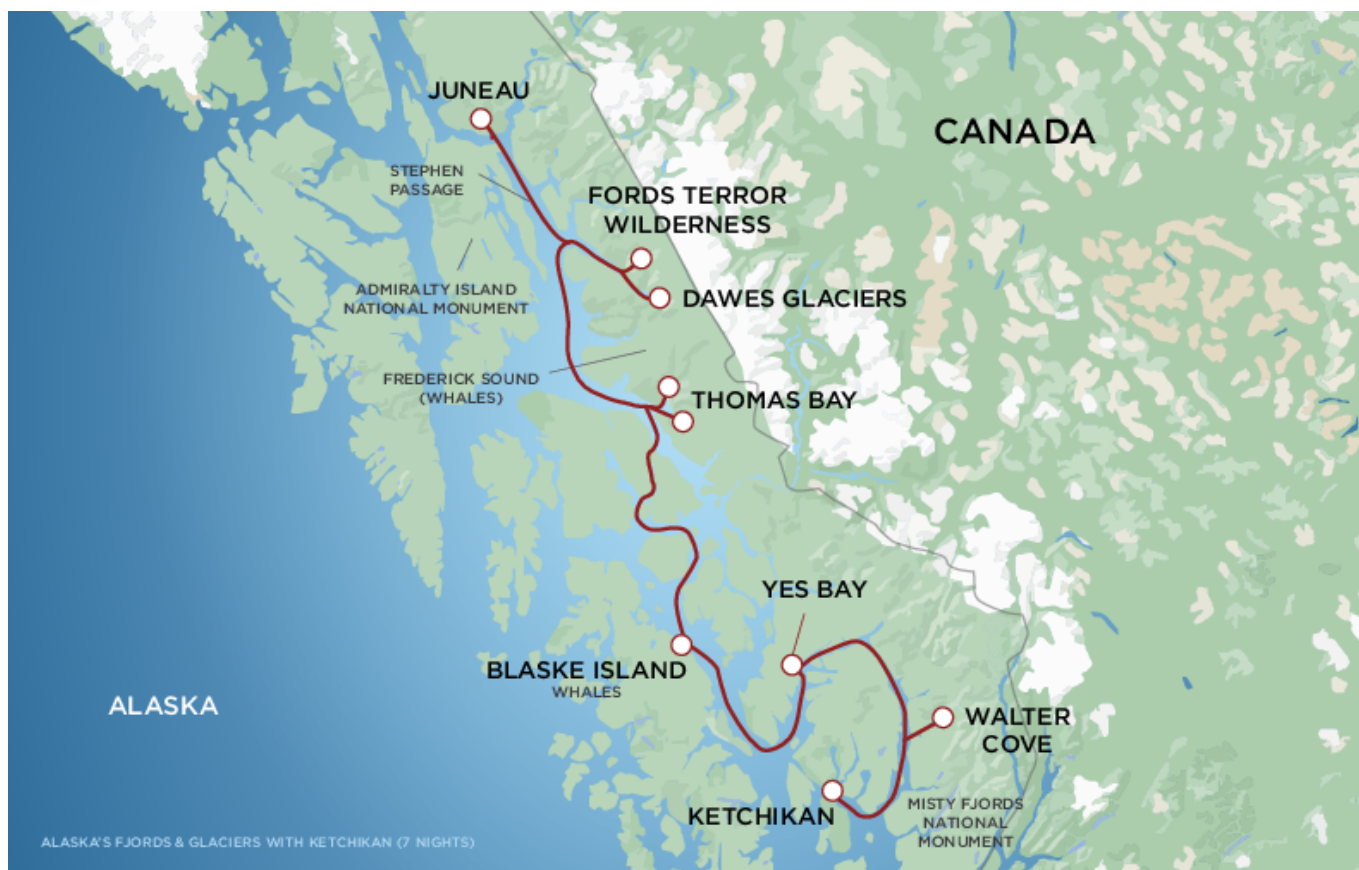 JUNEAU
CANADA
STEPHEN
PASSAGE
FORDS TERROR
WILDERNESS
ADMIRALTY ISLAND
NATIONAL MONUMENT
DAWES GLACIERS
FREDERICK SOUND
(WHALES)
THOMAS BAY
YES BAY
BLASKE ISLAND
WHALES
ALASKA
WALTER
COVE
KETCHIKAN
MISTY FJORDS
NATIONAL
MONUMENT
ALASKA'S FJORDS & GLACIERS WITH KETCHIKAN (7 NIGHTS)